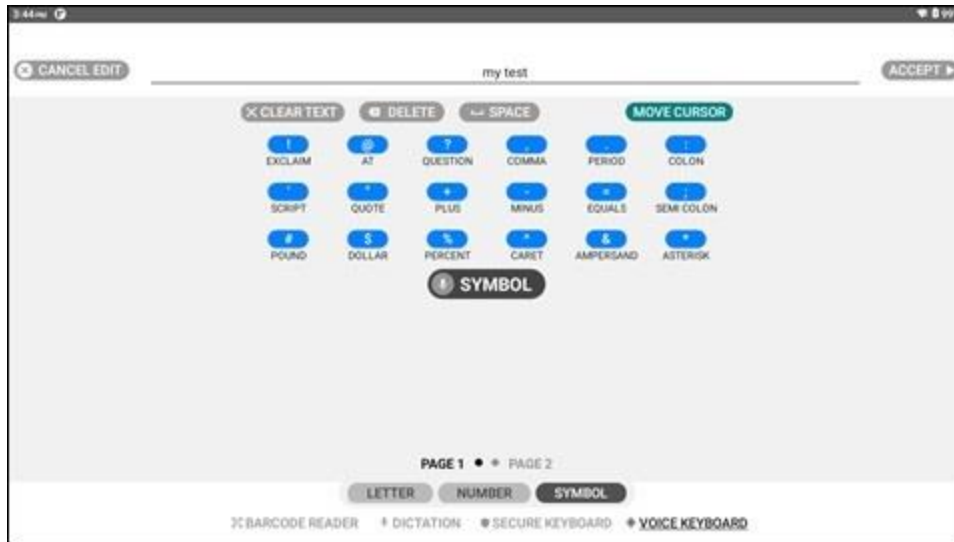 3:44 PM
CANCEL EDIT my test ACCEPT
CLEAR TEXT DELETE SPACE MOVE CURSOR
! @ ? , . :
EXCLAIM AT QUESTION COMMA PERIOD COLON
' " + - = ;
SCRIPT QUOTE PLUS MINUS EQUALS SEMI COLON
# $ % ^ & *
POUND DOLLAR PERCENT CARET AMPERSAND ASTERISK
SYMBOL
PAGE 1 PAGE 2
LETTER NUMBER SYMBOL
BARCODE READER DICTATION SECURE KEYBOARD VOICE KEYBOARD